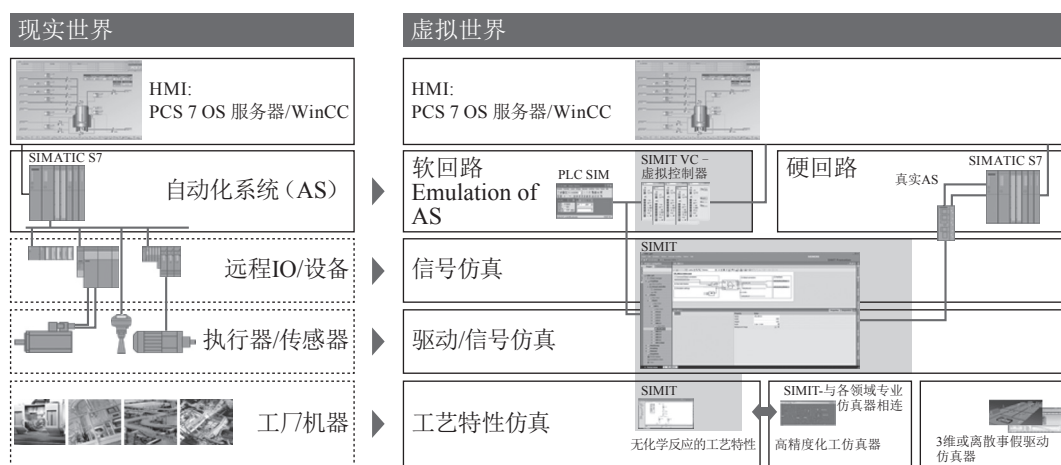 现实世界
虚拟世界
HMI:
PCS 7 OS 服务器/WinCC
HMI:
PCS 7 OS 服务器/WinCC
SIMATIC S7
自动化系统（AS）
软回路
Emulation of
AS
PLC SIM
SIMIT VC –
虚拟控制器
硬回路
真实AS
SIMATIC S7
远程IO/设备
信号仿真
SIMIT
执行器/传感器
驱动/信号仿真
工厂/机器
工艺特性仿真
SIMIT
无化学反应的工艺特性
SIMIT-与各领域专业
仿真器相连
高精度化工仿真器
3维或离散事假驱动
仿真器